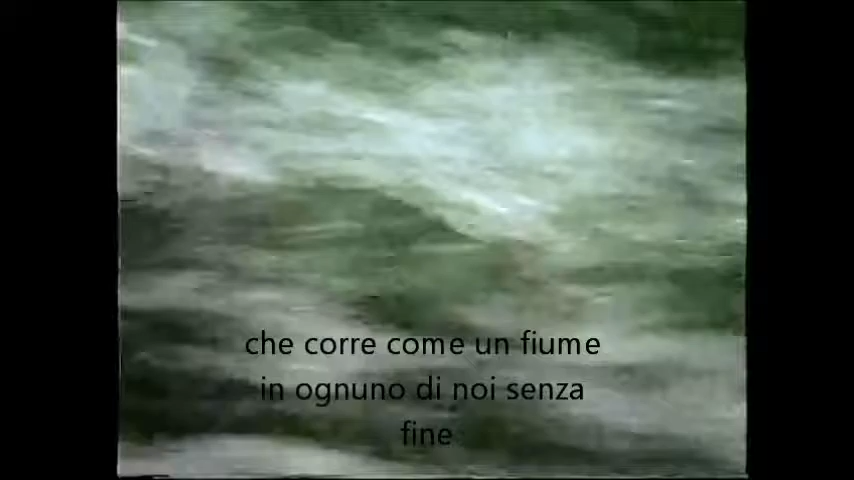 che corre come un fiume
in ognuno di noi senza
fine